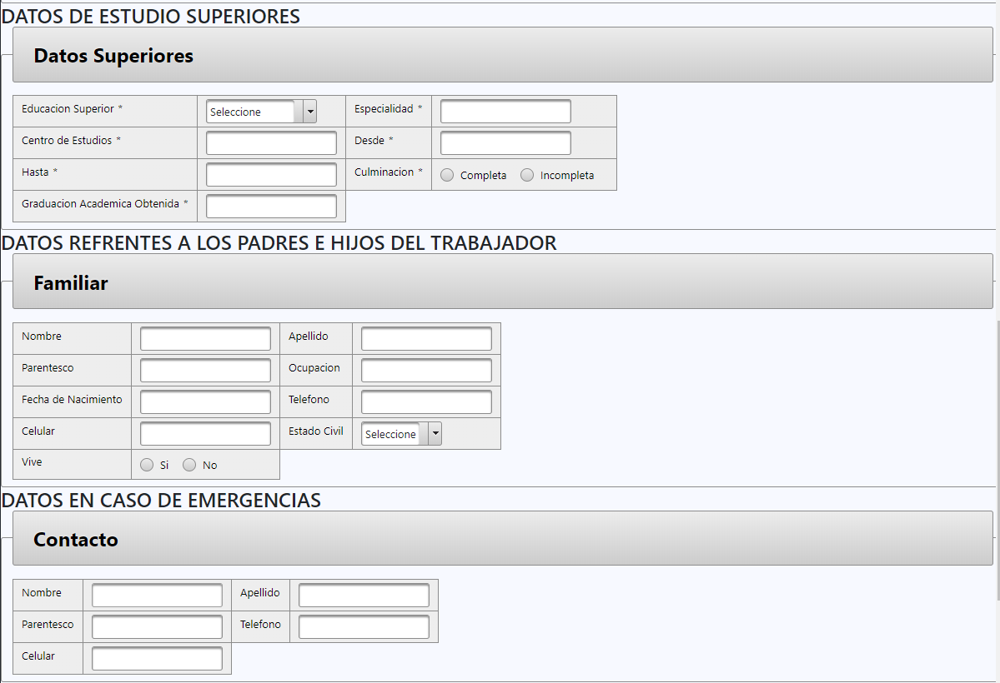 DATOS DE ESTUDIO SUPERIORES
Datos Superiores
Educacion Superior * Seleccione Especialidad *
Centro de Estudios * Desde *
Hasta * Culminacion * Completa Incompleta
Graduacion Academica Obtenida *
DATOS REFRENTES A LOS PADRES E HIJOS DEL TRABAJADOR
Familiar
Nombre Apellido
Parentesco Ocupacion
Fecha de Nacimiento Telefono
Celular Estado Civil Seleccione
Vive Si No
DATOS EN CASO DE EMERGENCIAS
Contacto
Nombre Apellido
Parentesco Telefono
Celular